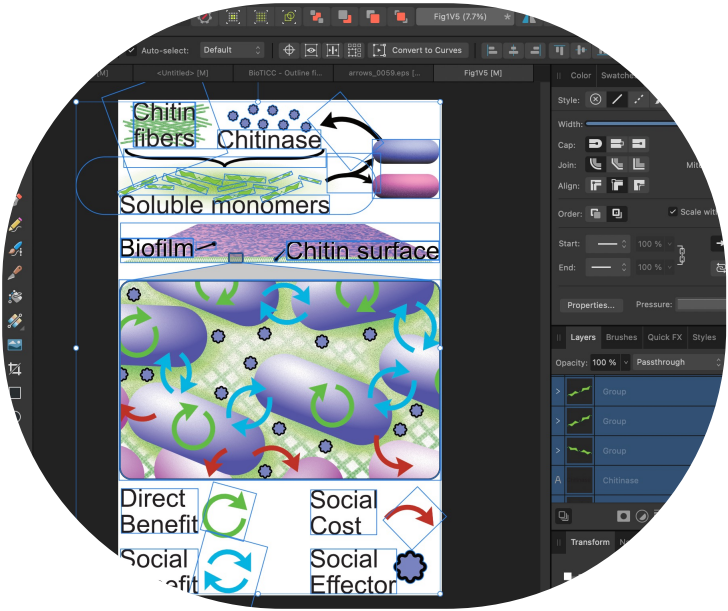 Fig1V5 (7.7%)
*
Auto-select: Default
Convert to Curves
[M]
<Untitled> [M]
BioTICC - Outline fi...
arrows_0059.eps [...
Fig1V5 [M]
Color
Swatches
Style:
Width:
Cap:
Join:
Align:
Order:
Scale with
Start:
100 %
End:
100 %
Properties...
Pressure:
Layers
Brushes
Quick FX
Styles
Opacity: 100 %
Passthrough
Group
Group
Group
A
Chitinase
Transform
Chitin
fibers
Chitinase
Soluble monomers
Biofilm
Chitin surface
Direct
Benefit
Social
Cost
Social
Social
Effector